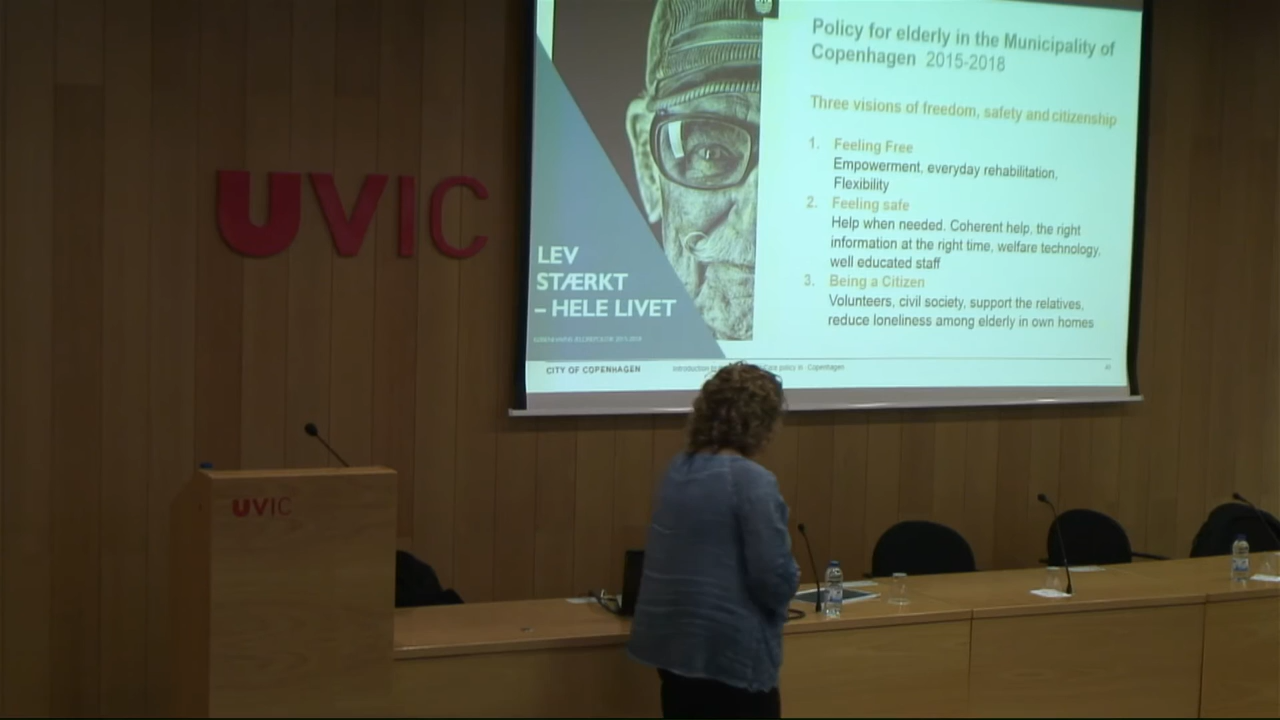 UVIC
Policy for elderly in the Municipality of
Copenhagen 2015-2018
Three visions of freedom, safety and citizenship
1. Feeling Free
Empowerment, everyday rehabilitation,
Flexibility
2. Feeling safe
Help when needed. Coherent help, the right
information at the right time, welfare technology,
well educated staff
3. Being a Citizen
Volunteers, civil society, support the relatives,
reduce loneliness among elderly in own homes
LEV
STÆRKT
– HELE LIVET
CITY OF COPENHAGEN
Introduction to policy in Copenhagen
UVIC